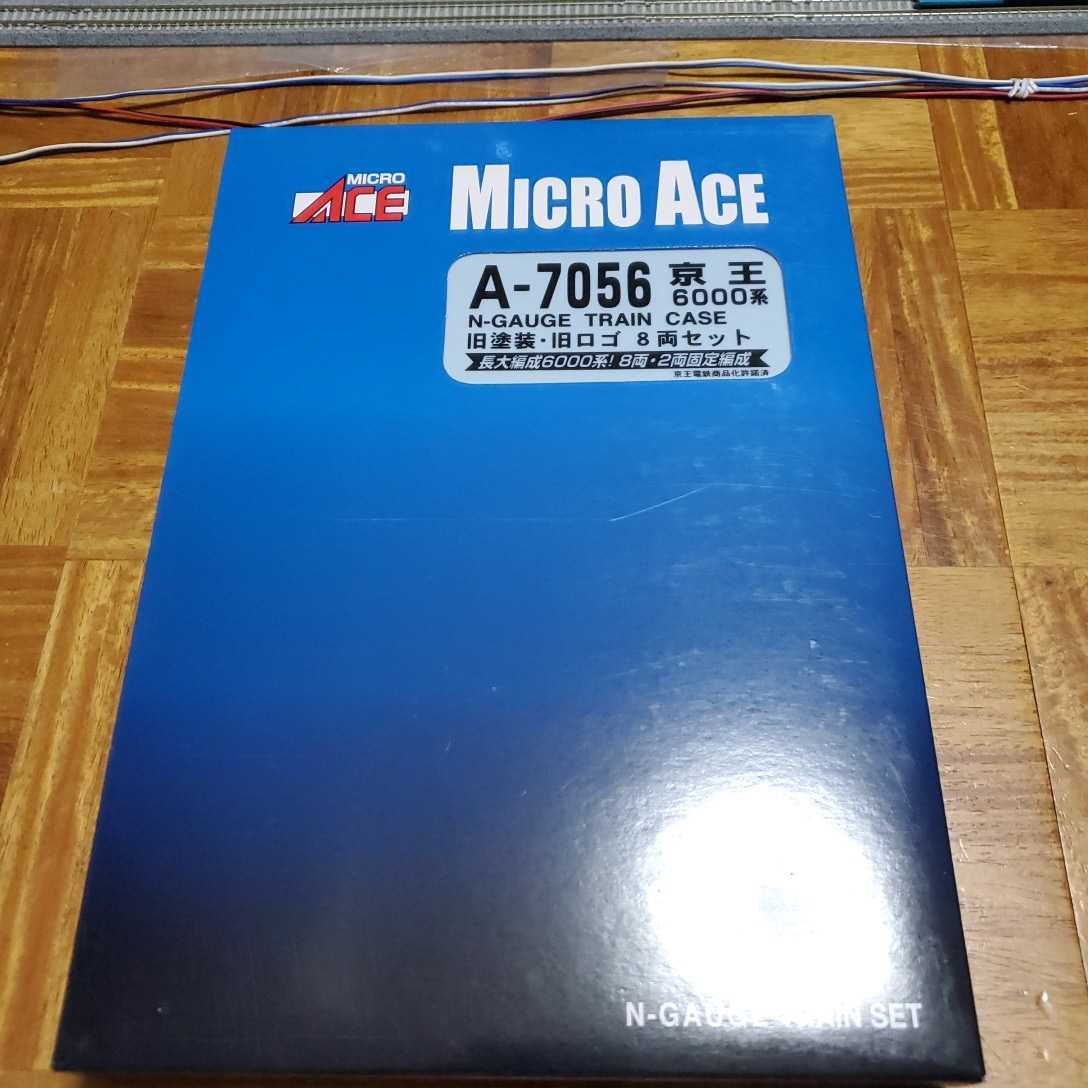 MICRO
ACE
MICRO ACE
A-7056 京王
6000系
N-GAUGE TRAIN CASE
旧塗装・旧ロゴ 8両セット
長大編成6000系! 8両・2両固定編成
京王電鉄商品化許諾済
N-GAUGE TRAIN SET